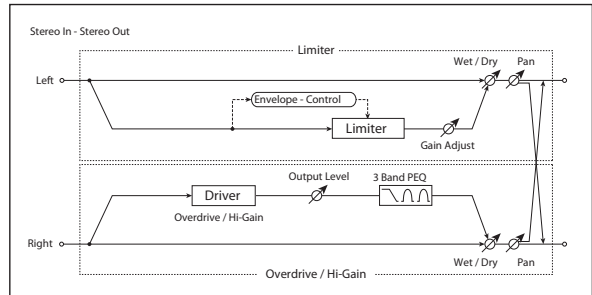 Stereo In - Stereo Out
Limiter
Wet / Dry
Pan
Left
Envelope - Control
Limiter
Gain Adjust
Driver
Output Level
3 Band PEQ
Overdrive / Hi-Gain
Right
Wet / Dry
Pan
Overdrive / Hi-Gain